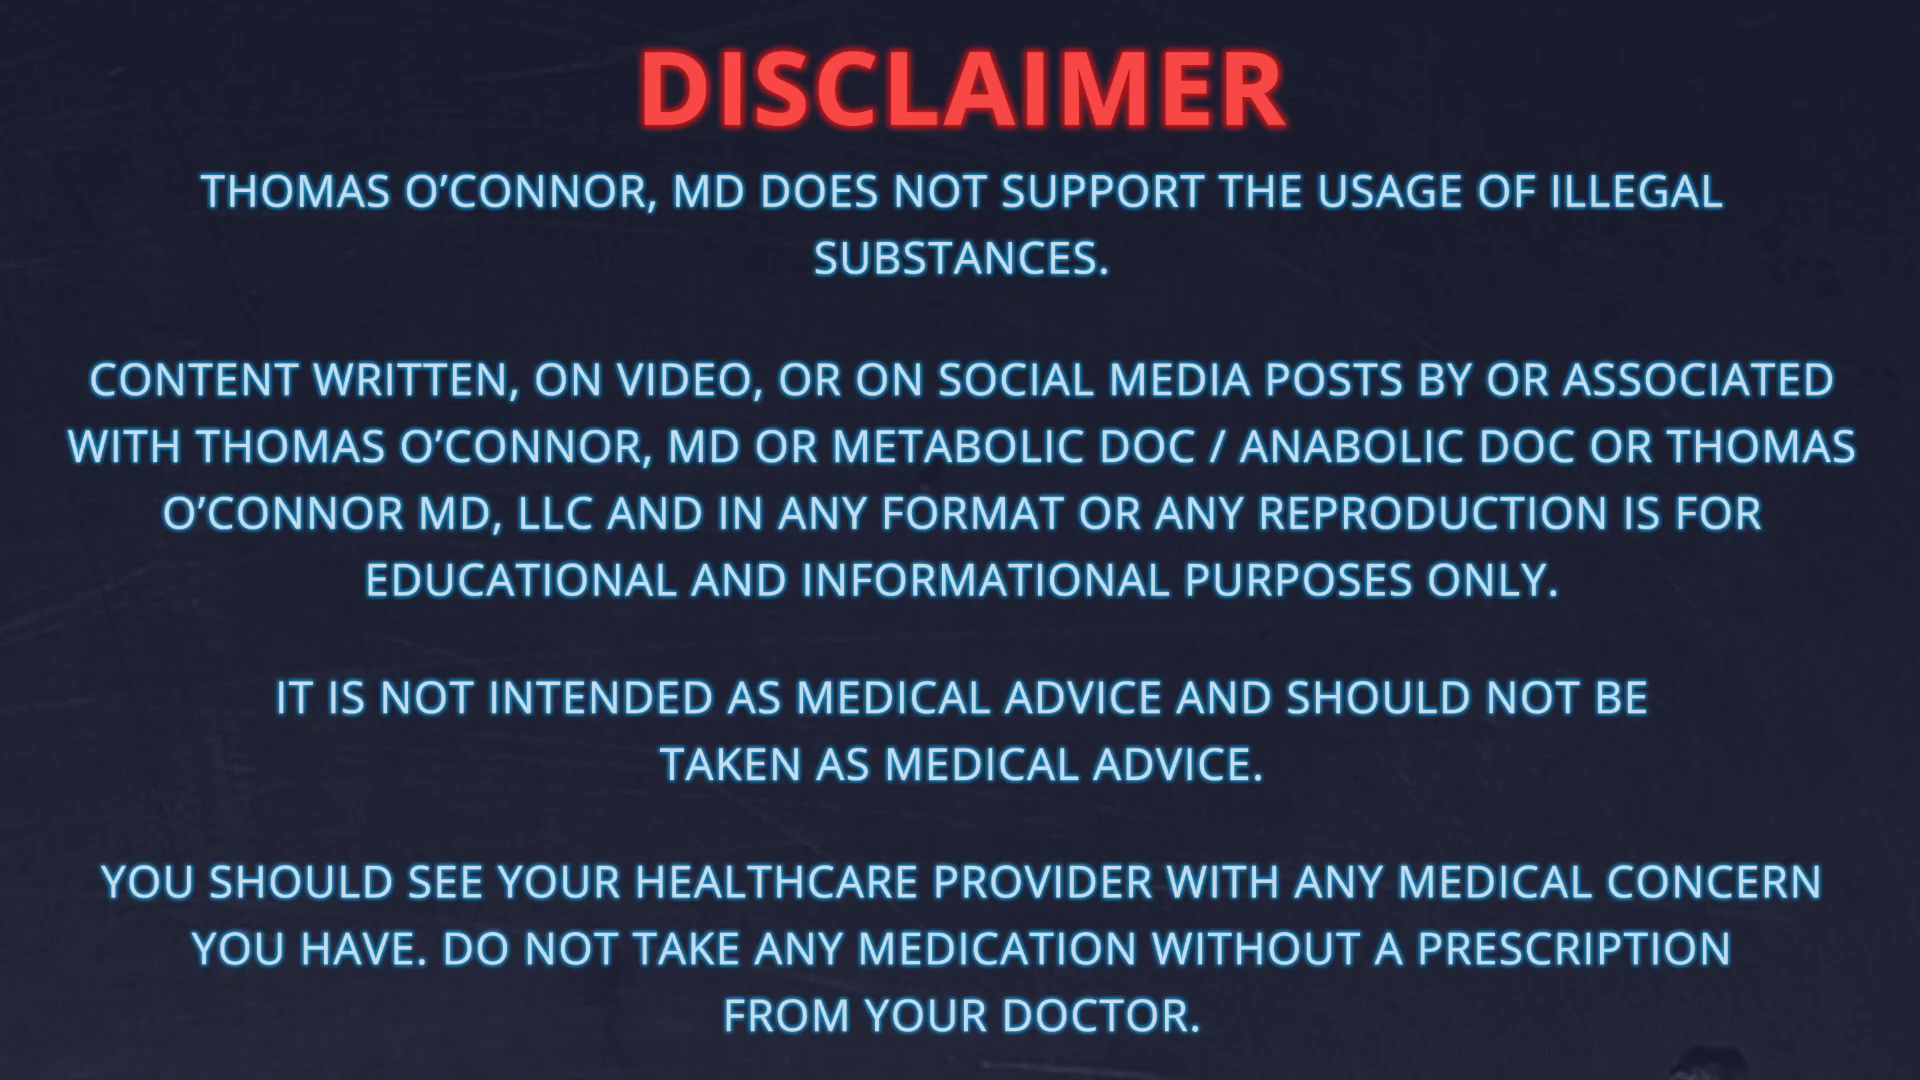 DISCLAIMER
THOMAS O’CONNOR, MD DOES NOT SUPPORT THE USAGE OF ILLEGAL
SUBSTANCES.
CONTENT WRITTEN, ON VIDEO, OR ON SOCIAL MEDIA POSTS BY OR ASSOCIATED
WITH THOMAS O’CONNOR, MD OR METABOLIC DOC / ANABOLIC DOC OR THOMAS
O’CONNOR MD, LLC AND IN ANY FORMAT OR ANY REPRODUCTION IS FOR
EDUCATIONAL AND INFORMATIONAL PURPOSES ONLY.
IT IS NOT INTENDED AS MEDICAL ADVICE AND SHOULD NOT BE
TAKEN AS MEDICAL ADVICE.
YOU SHOULD SEE YOUR HEALTHCARE PROVIDER WITH ANY MEDICAL CONCERN
YOU HAVE. DO NOT TAKE ANY MEDICATION WITHOUT A PRESCRIPTION
FROM YOUR DOCTOR.